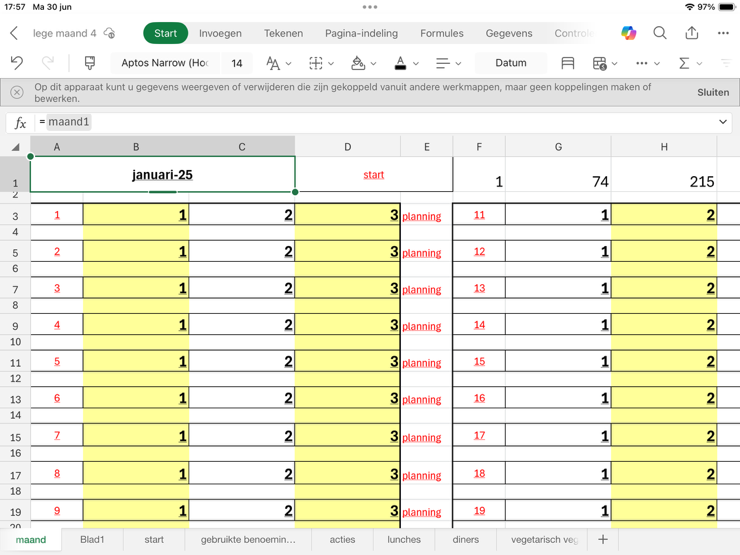 17:57 Ma 30 jun 97%
lege maand 4 Start Invoegen Tekenen Pagina-indeling Formules Gegevens
Aptos Narrow (Ho 14 Datum
Op dit apparaat kunt u gegevens weergeven of verwijderen die zijn gekoppeld vanuit andere werkmappen, maar geen koppelingen maken of
bewerken. Sluiten
fx = maand1
A B C D E F G H
1 januari-25 start 1 74 215
2
3 1 1 2 3 planning 11 1 2
4
5 2 1 2 3 planning 12 1 2
6
7 3 1 2 3 planning 13 1 2
8
9 4 1 2 3 planning 14 1 2
10
11 5 1 2 3 planning 15 1 2
12
13 6 1 2 3 planning 16 1 2
14
15 7 1 2 3 planning 17 1 2
16
17 8 1 2 3 planning 18 1 2
18
19 9 1 2 3 planning 19 1 2
20
maand Blad1 start gebruikte benoemin... acties lunches diners vegetarisch veg